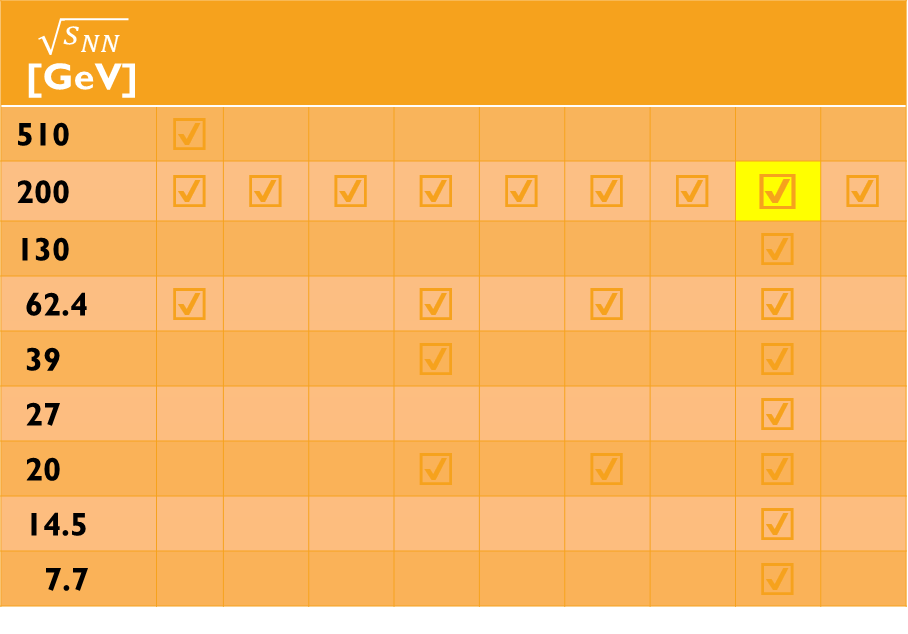 √s_NN
[GeV]
510 ☑
200 ☑ ☑ ☑ ☑ ☑ ☑ ☑ ☑ ☑
130 ☑
62.4 ☑ ☑ ☑ ☑
39 ☑ ☑
27 ☑
20 ☑ ☑ ☑
14.5 ☑
7.7 ☑